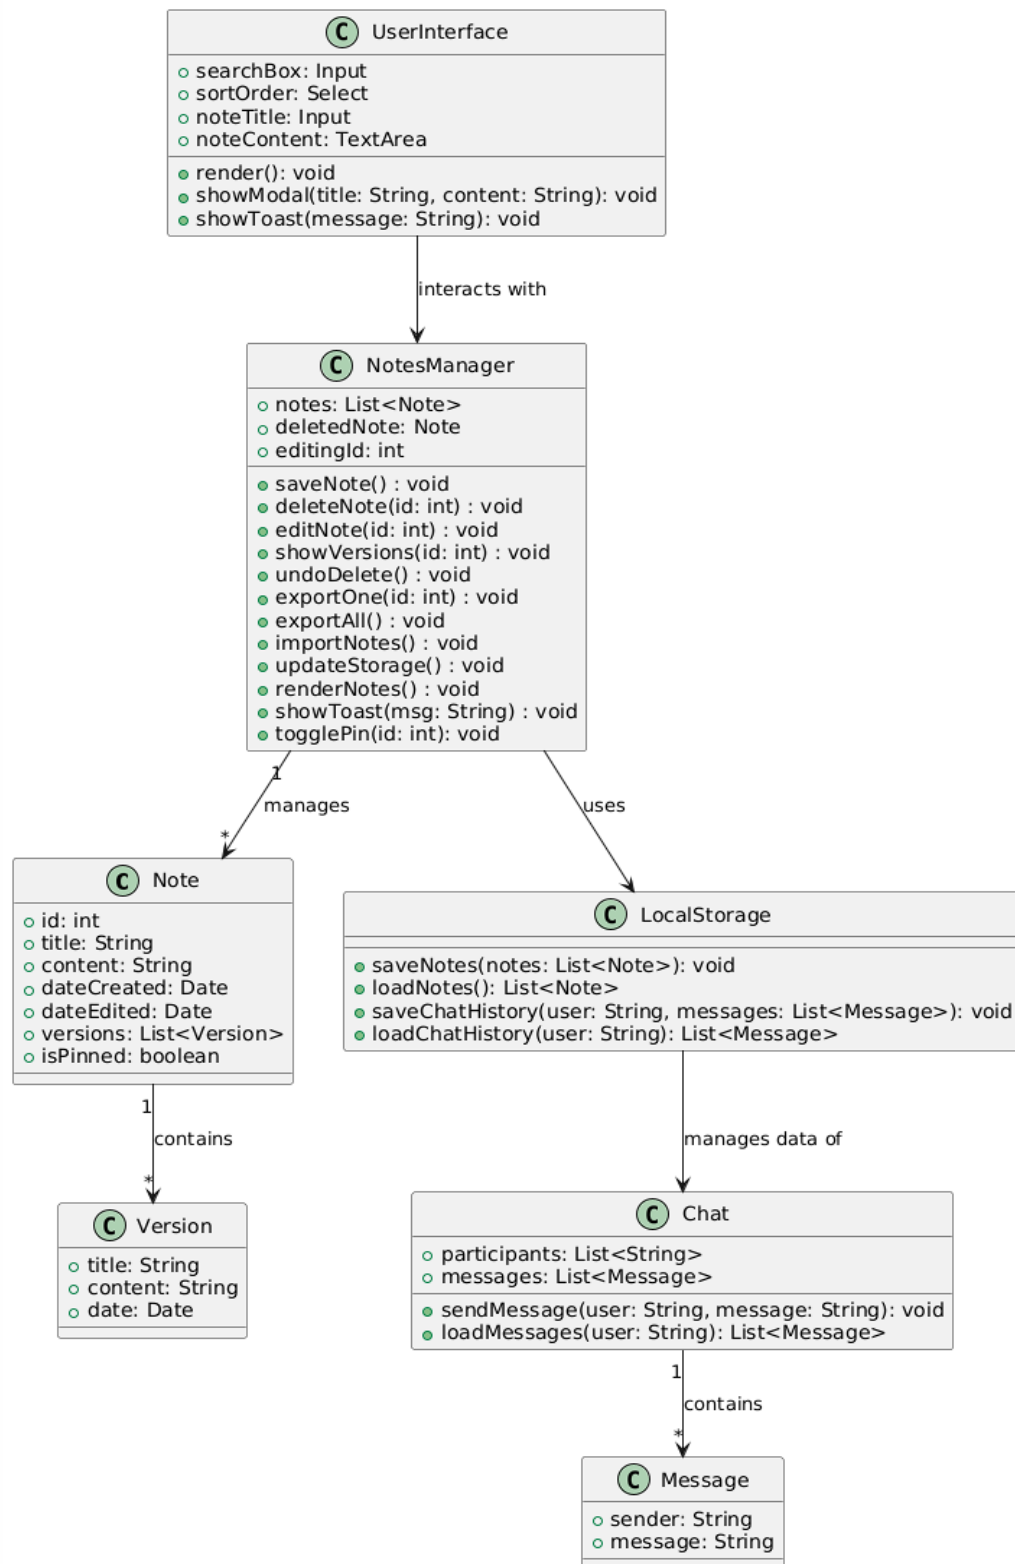 C UserInterface
searchBox: Input
sortOrder: Select
noteTitle: Input
noteContent: TextArea
render(): void
showModal(title: String, content: String): void
showToast(message: String): void
interacts with
C NotesManager
notes: List<Note>
deletedNote: Note
editingId: int
saveNote() : void
deleteNote(id: int) : void
editNote(id: int) : void
showVersions(id: int) : void
undoDelete() : void
exportOne(id: int) : void
exportAll() : void
importNotes() : void
updateStorage() : void
renderNotes() : void
showToast(msg: String) : void
togglePin(id: int): void
1
manages
*
uses
C Note
id: int
title: String
content: String
dateCreated: Date
dateEdited: Date
versions: List<Version>
isPinned: boolean
C LocalStorage
saveNotes(notes: List<Note>): void
loadNotes(): List<Note>
saveChatHistory(user: String, messages: List<Message>): void
loadChatHistory(user: String): List<Message>
1
contains
*
manages data of
C Version
title: String
content: String
date: Date
C Chat
participants: List<String>
messages: List<Message>
sendMessage(user: String, message: String): void
loadMessages(user: String): List<Message>
1
contains
*
C Message
sender: String
message: String